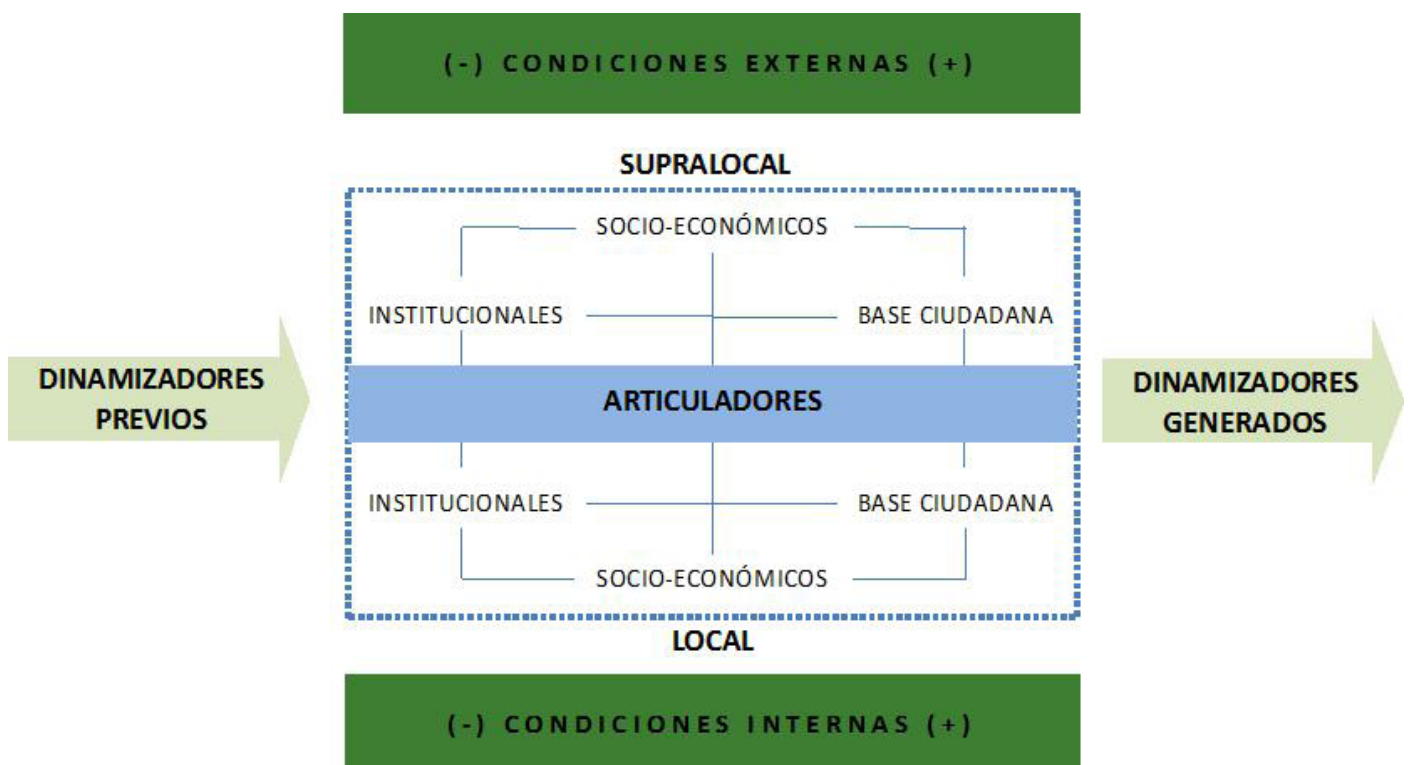 (-) CONDICIONES EXTERNAS (+)
SUPRALOCAL
SOCIO-ECONÓMICOS
INSTITUCIONALES
BASE CIUDADANA
DINAMIZADORES
PREVIOS
ARTICULADORES
DINAMIZADORES
GENERADOS
INSTITUCIONALES
BASE CIUDADANA
SOCIO-ECONÓMICOS
LOCAL
(-) CONDICIONES INTERNAS (+)